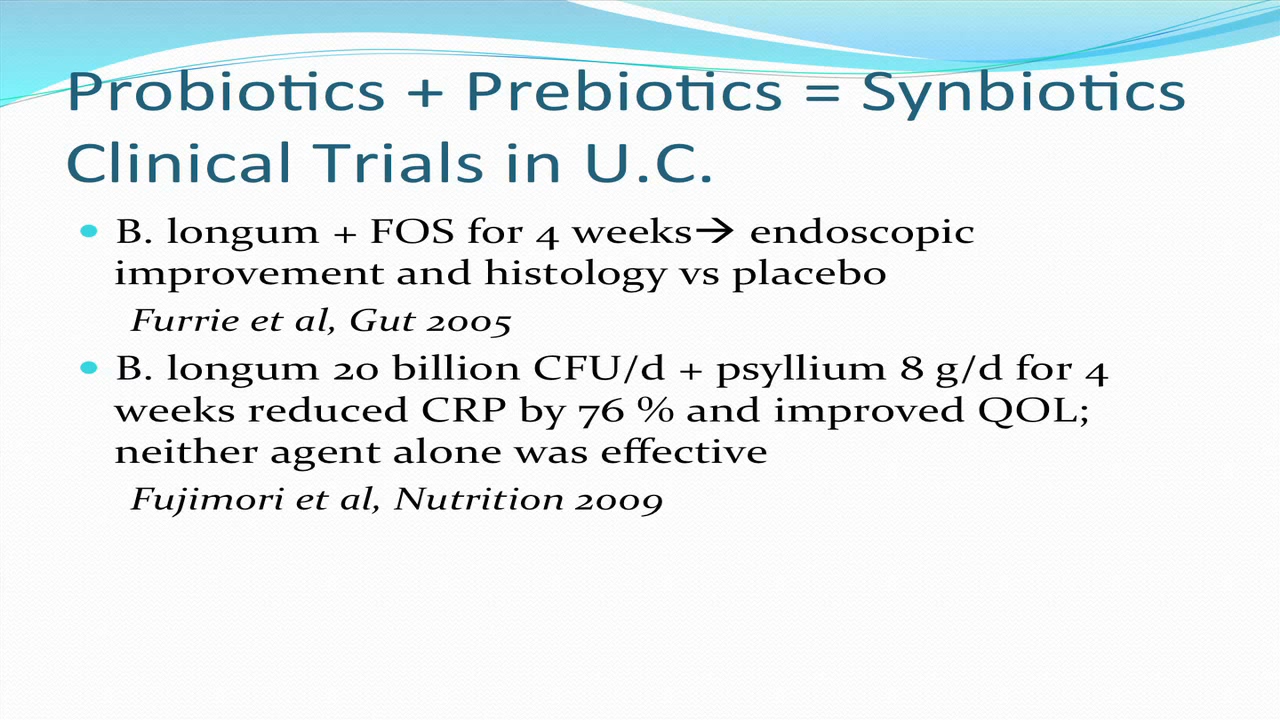 Probiotics + Prebiotics = Synbiotics
Clinical Trials in U.C.
• B. longum + FOS for 4 weeks→ endoscopic
improvement and histology vs placebo
Furrie et al, Gut 2005
• B. longum 20 billion CFU/d + psyllium 8 g/d for 4
weeks reduced CRP by 76 % and improved QOL;
neither agent alone was effective
Fujimori et al, Nutrition 2009